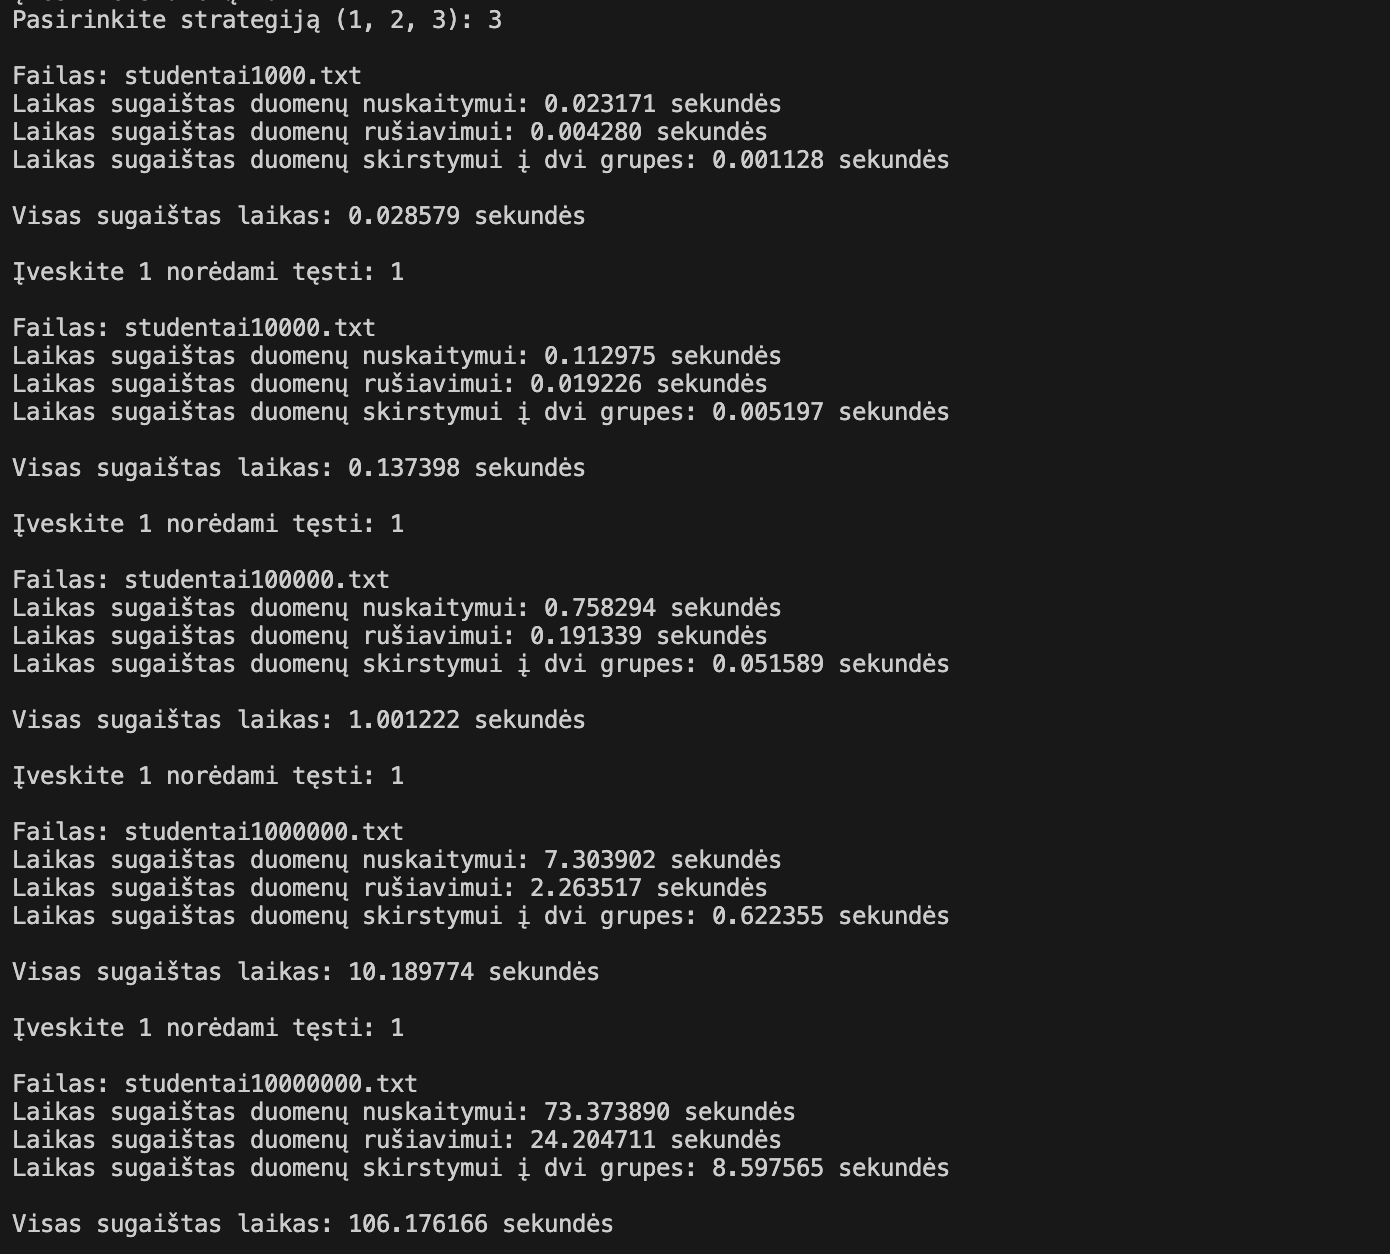 Pasirinkite strategiją (1, 2, 3): 3
Failas: studentai1000.txt
Laikas sugaištas duomenų nuskaitymui: 0.023171 sekundės
Laikas sugaištas duomenų rušiavimui: 0.004280 sekundės
Laikas sugaištas duomenų skirstymui į dvi grupes: 0.001128 sekundės
Visas sugaištas laikas: 0.028579 sekundės
Įveskite 1 norėdami tęsti: 1
Failas: studentai10000.txt
Laikas sugaištas duomenų nuskaitymui: 0.112975 sekundės
Laikas sugaištas duomenų rušiavimui: 0.019226 sekundės
Laikas sugaištas duomenų skirstymui į dvi grupes: 0.005197 sekundės
Visas sugaištas laikas: 0.137398 sekundės
Įveskite 1 norėdami tęsti: 1
Failas: studentai100000.txt
Laikas sugaištas duomenų nuskaitymui: 0.758294 sekundės
Laikas sugaištas duomenų rušiavimui: 0.191339 sekundės
Laikas sugaištas duomenų skirstymui į dvi grupes: 0.051589 sekundės
Visas sugaištas laikas: 1.001222 sekundės
Įveskite 1 norėdami tęsti: 1
Failas: studentai1000000.txt
Laikas sugaištas duomenų nuskaitymui: 7.303902 sekundės
Laikas sugaištas duomenų rušiavimui: 2.263517 sekundės
Laikas sugaištas duomenų skirstymui į dvi grupes: 0.622355 sekundės
Visas sugaištas laikas: 10.189774 sekundės
Įveskite 1 norėdami tęsti: 1
Failas: studentai10000000.txt
Laikas sugaištas duomenų nuskaitymui: 73.373890 sekundės
Laikas sugaištas duomenų rušiavimui: 24.204711 sekundės
Laikas sugaištas duomenų skirstymui į dvi grupes: 8.597565 sekundės
Visas sugaištas laikas: 106.176166 sekundės